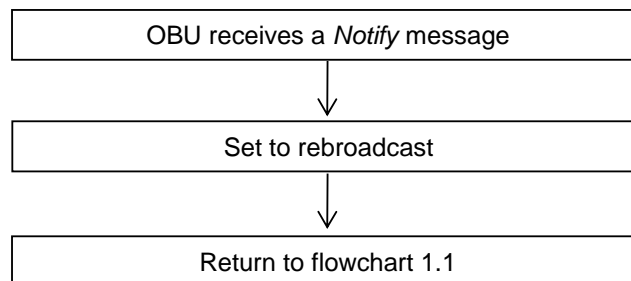 OBU receives a Notify message
Set to rebroadcast
Return to flowchart 1.1